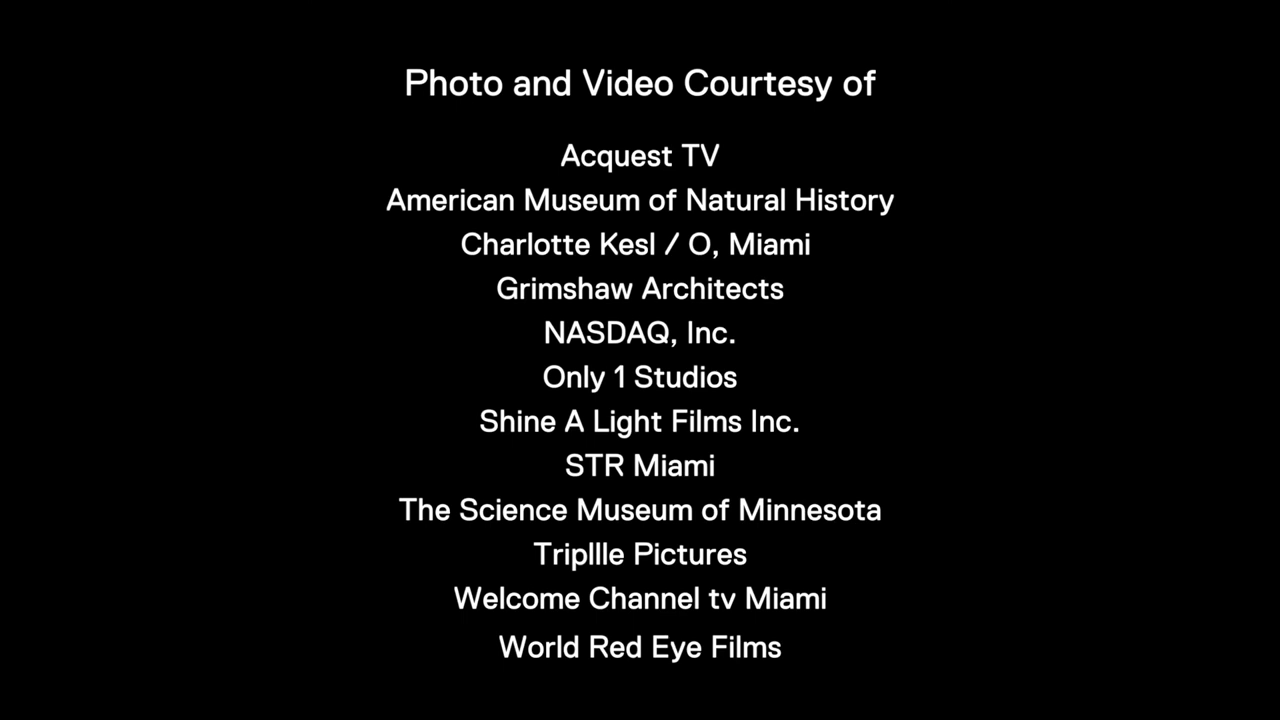 Photo and Video Courtesy of
Acquest TV
American Museum of Natural History
Charlotte Kesl / O, Miami
Grimshaw Architects
NASDAQ, Inc.
Only 1 Studios
Shine A Light Films Inc.
STR Miami
The Science Museum of Minnesota
Tripllle Pictures
Welcome Channel tv Miami
World Red Eye Films